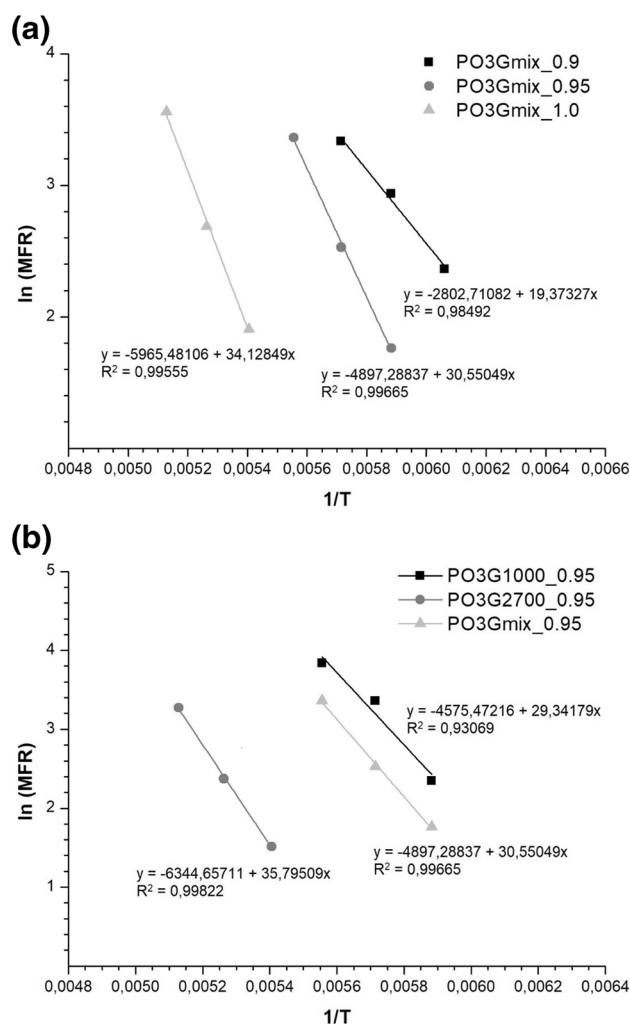 (a)
4
3
2
ln (MFR)
PO3Gmix_0.9
PO3Gmix_0.95
PO3Gmix_1.0
y = -2802,71082 + 19,37327x
R² = 0,98492
y = -5965,48106 + 34,12849x
R² = 0,99555
y = -4897,28837 + 30,55049x
R² = 0,99665
0,0048 0,0050 0,0052 0,0054 0,0056 0,0058 0,0060 0,0062 0,0064 0,0066
1/T
(b)
5
4
3
2
1
ln (MFR)
PO3G1000_0.95
PO3G2700_0.95
PO3Gmix_0.95
y = -4575,47216 + 29,34179x
R² = 0,93069
y = -4897,28837 + 30,55049x
R² = 0,99665
y = -6344,65711 + 35,79509x
R² = 0,99822
0,0048 0,0050 0,0052 0,0054 0,0056 0,0058 0,0060 0,0062 0,0064
1/T